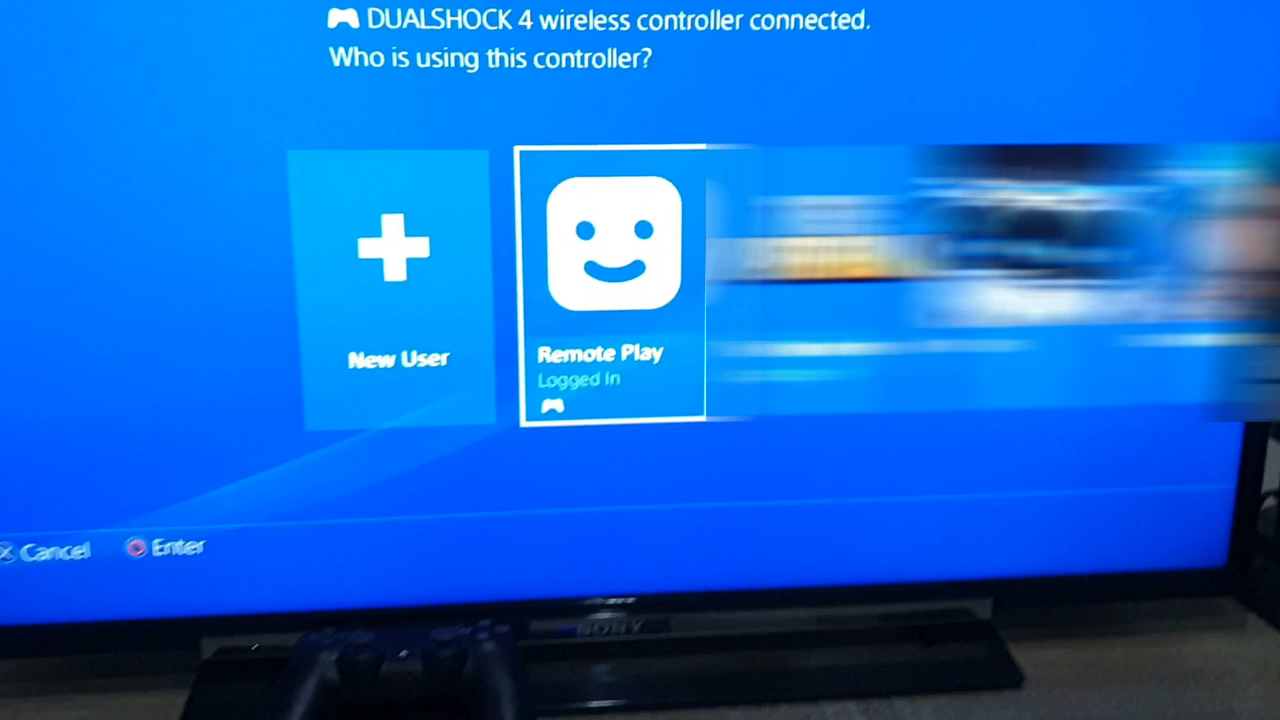 DUALSHOCK 4 wireless controller connected.
Who is using this controller?
New User
Remote Play
Logged In
Cancel
Enter
SONY